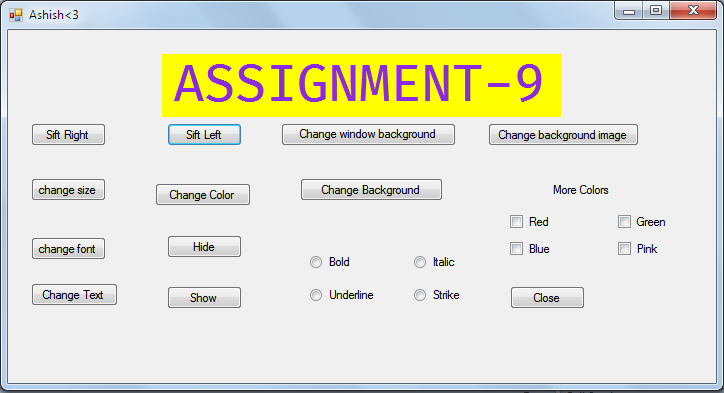 Ashish<3
ASSIGNMENT-9
Sift Right
Sift Left
Change window background
Change background image
change size
Change Color
Change Background
More Colors
Red
Green
change font
Hide
Blue
Pink
Bold
Italic
Change Text
Show
Underline
Strike
Close